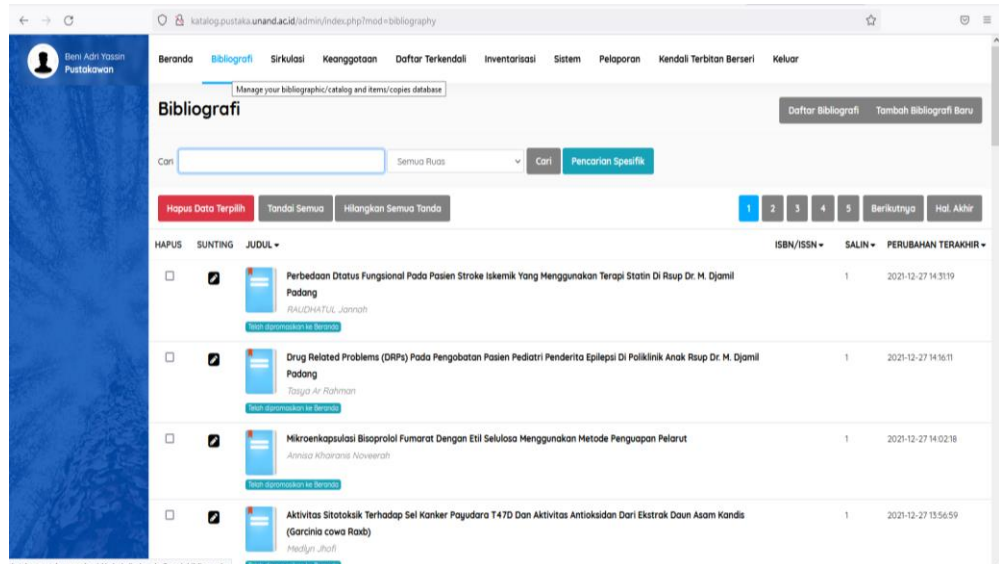 katalog.pustaka.unand.ac.id/admin/index.php?mod=bibliography
Beni Adri Yassin
Pustakawan
Beranda Bibliografi Sirkulasi Keanggotaan Daftar Terkendali Inventarisasi Sistem Pelaporan Kendali Terbitan Berseri Keluar
Manage your bibliographic/catalog and items/copies database
Bibliografi
Daftar Bibliografi Tambah Bibliografi Baru
Cari Semua Ruas Cari Pencarian Spesifik
Hapus Data Terpilih Tandai Semua Hilangkan Semua Tanda 1 2 3 4 5 Berikutnya Hal. Akhir
HAPUS SUNTING JUDUL ISBN/ISSN SALIN PERUBAHAN TERAKHIR
Perbedaan Dtatus Fungsional Pada Pasien Stroke Iskemik Yang Menggunakan Terapi Statin Di Rsup Dr. M. Djamil 1 2021-12-27 14:31:19
Padang
RAUDHATUL Jannah
Telah dipromosikan ke Beranda
Drug Related Problems (DRPs) Pada Pengobatan Pasien Pediatri Penderita Epilepsi Di Poliklinik Anak Rsup Dr. M. Djamil 1 2021-12-27 14:16:11
Padang
Tasya Ar Rahman
Telah dipromosikan ke Beranda
Mikroenkapsulasi Bisoprolol Fumarat Dengan Etil Selulosa Menggunakan Metode Penguapan Pelarut 1 2021-12-27 14:02:18
Annisa Khairanis Noveerah
Telah dipromosikan ke Beranda
Aktivitas Sitotoksik Terhadap Sel Kanker Payudara T47D Dan Aktivitas Antioksidan Dari Ekstrak Daun Asam Kandis 1 2021-12-27 13:56:59
(Garcinia cowa Raxb)
Medlyn Jhofi